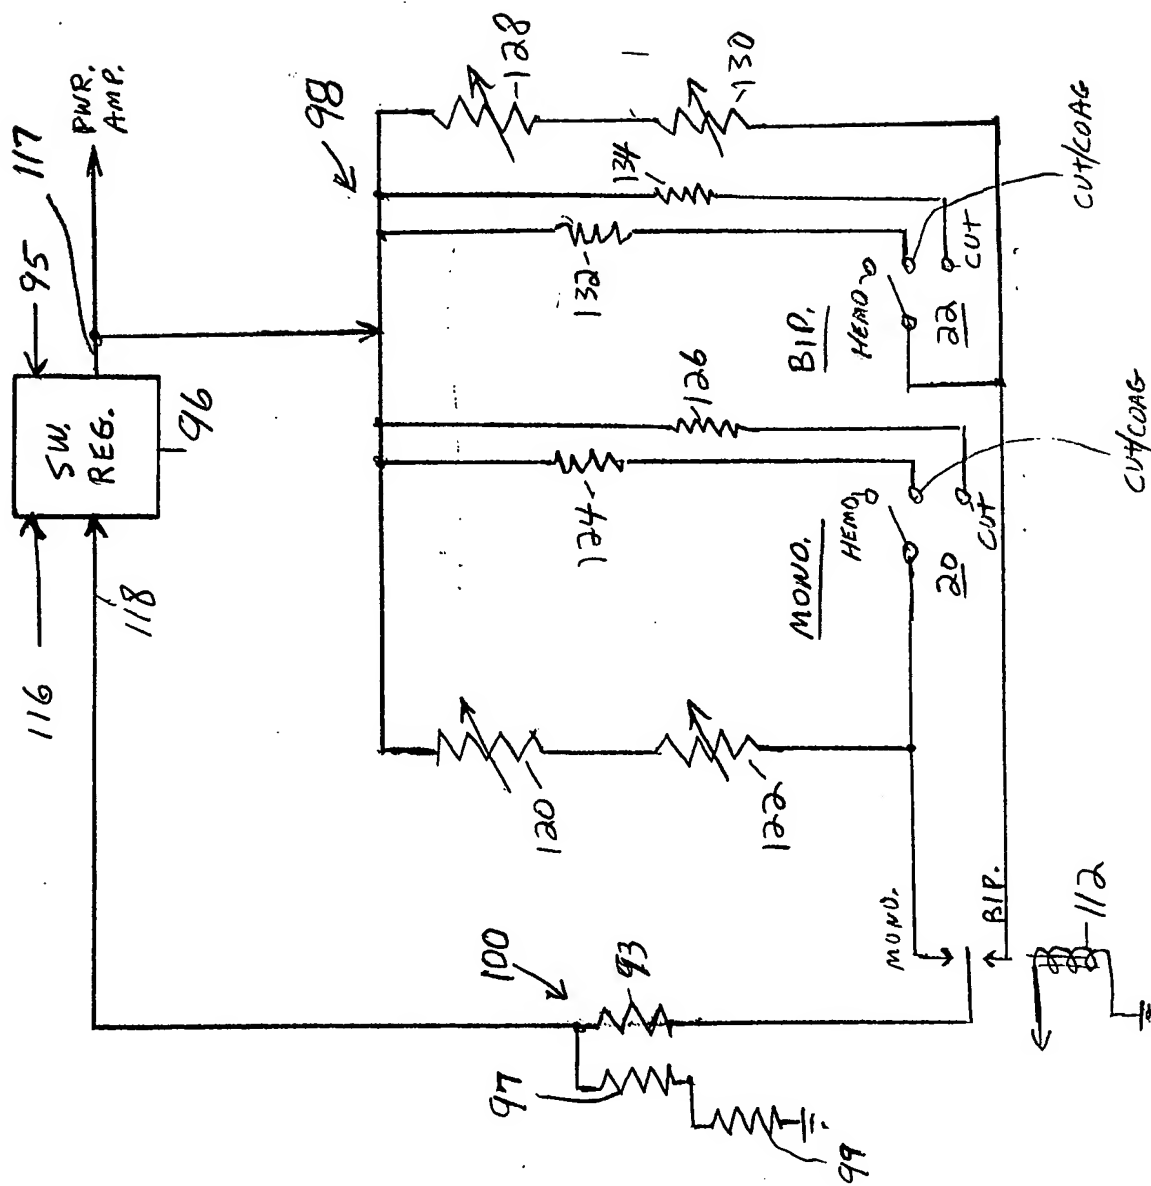 117
PWR.
AMP.
95
SW.
REG.
96
116
118
98
128
130
134
132
BIP.
HEMO
22
CUT
CUT/COAG
126
124
MONO.
HEMO
20
CUT
CUT/COAG
120
122
100
93
97
99
MONO.
BIP.
112